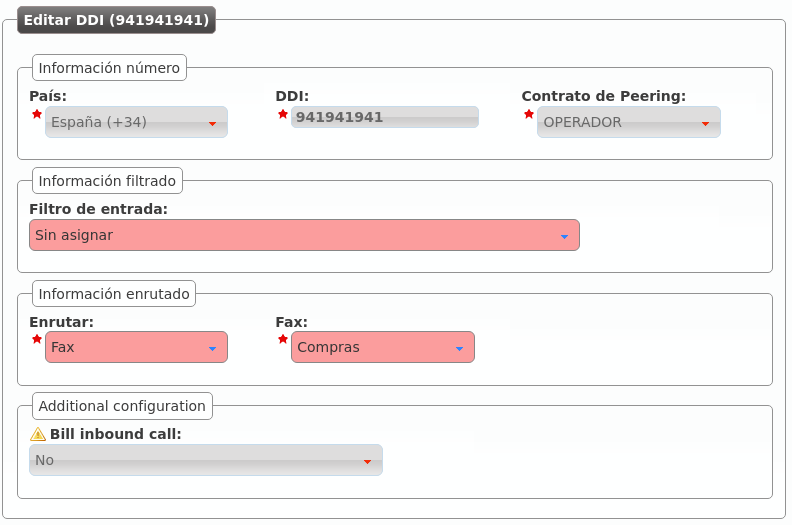 Editar DDI (941941941)
Información número
País: DDI: Contrato de Peering:
España (+34) 941941941 OPERADOR
Información filtrado
Filtro de entrada:
Sin asignar
Información enrutado
Enrutar: Fax:
Fax Compras
Additional configuration
Bill inbound call:
No